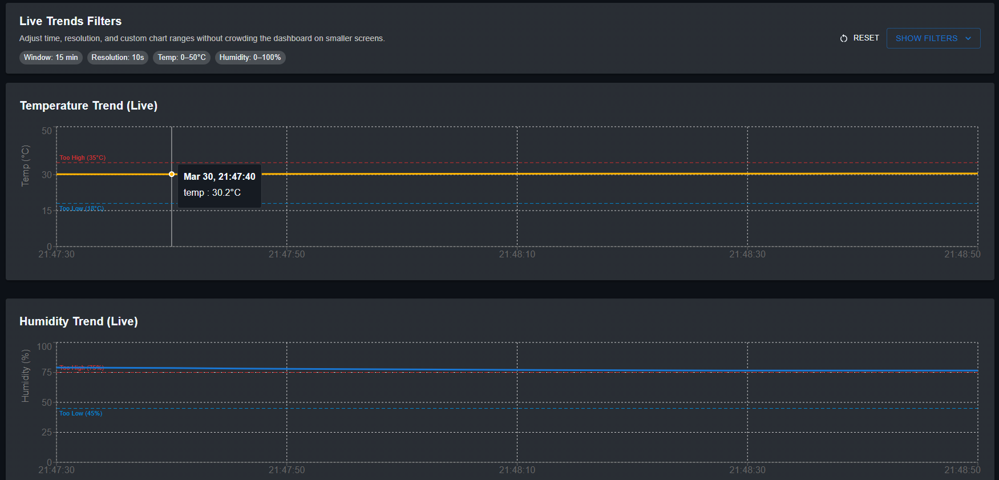 Live Trends Filters
Adjust time, resolution, and custom chart ranges without crowding the dashboard on smaller screens.
RESET
SHOW FILTERS
Window: 15 min Resolution: 10s Temp: 0–50°C Humidity: 0–100%
Temperature Trend (Live)
Temp (°C)
50
Too High (35°C)
30
Mar 30, 21:47:40
temp : 30.2°C
Too Low (18°C)
15
0
21:47:30 21:47:50 21:48:10 21:48:30 21:48:50
Humidity Trend (Live)
Humidity (%)
100
Too High (75%)
75
50
Too Low (45%)
25
0
21:47:30 21:47:50 21:48:10 21:48:30 21:48:50